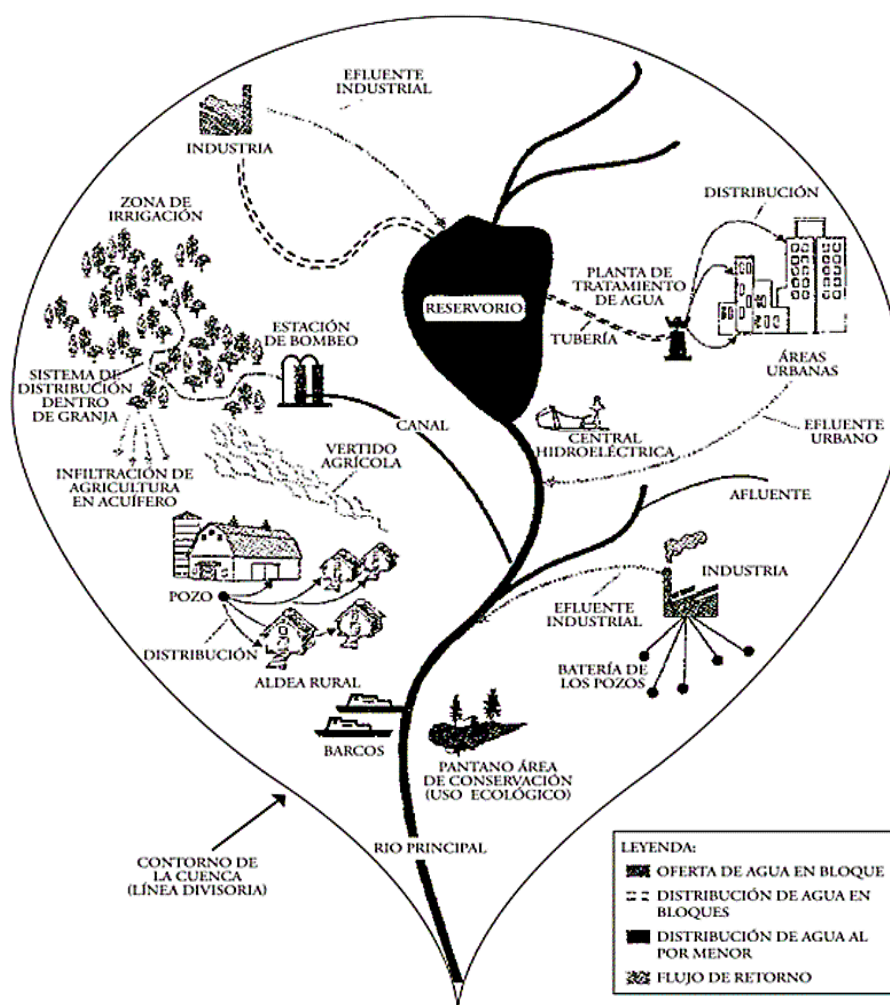 EFLUENTE
INDUSTRIAL
INDUSTRIA
ZONA DE
IRRIGACIÓN
DISTRIBUCIÓN
PLANTA DE
TRATAMIENTO
DE AGUA
RESERVORIO
TUBERÍA
ESTACIÓN
DE BOMBEO
SISTEMA DE
DISTRIBUCIÓN
DENTRO
DE GRANJA
ÁREAS
URBANAS
CANAL
CENTRAL
HIDROELÉCTRICA
EFLUENTE
URBANO
VERTIDO
AGRÍCOLA
INFILTRACIÓN DE
AGRICULTURA
EN ACUÍFERO
AFLUENTE
INDUSTRIA
POZO
EFLUENTE
INDUSTRIAL
DISTRIBUCIÓN
ALDEA RURAL
BATERÍA DE
LOS POZOS
BARCOS
PANTANO ÁREA
DE CONSERVACIÓN
(USO ECOLÓGICO)
RIO PRINCIPAL
CONTORNO DE
LA CUENCA
(LÍNEA DIVISORIA)
LEYENDA:
OFERTA DE AGUA EN BLOQUE
DISTRIBUCIÓN DE AGUA EN
BLOQUES
DISTRIBUCIÓN DE AGUA AL
POR MENOR
FLUJO DE RETORNO